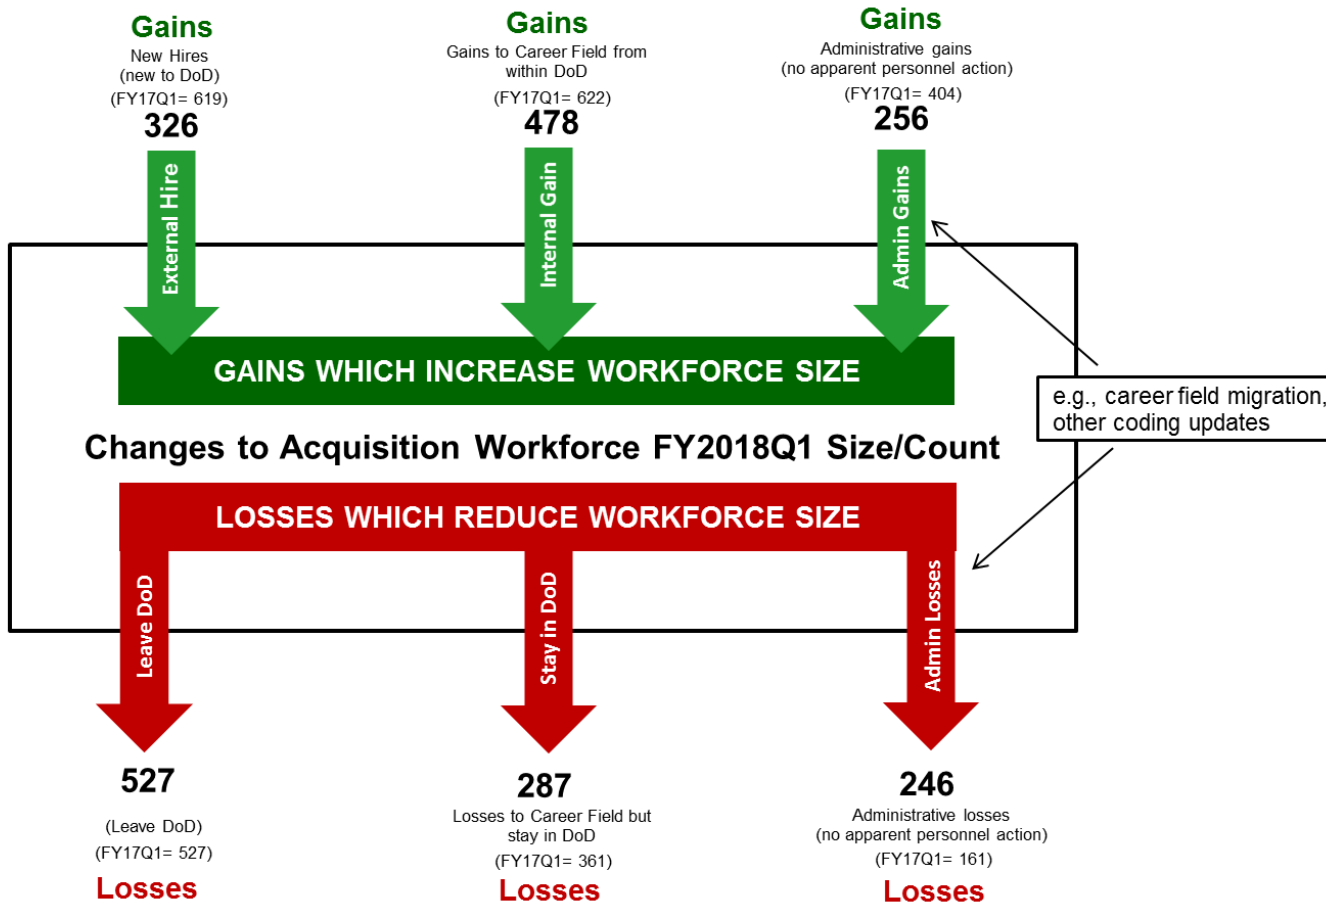 Gains
New Hires
(new to DoD)
(FY17Q1= 619)
326
External Hire
Gains
Gains to Career Field from
within DoD
(FY17Q1= 622)
478
Internal Gain
Gains
Administrative gains
(no apparent personnel action)
(FY17Q1= 404)
256
Admin Gains
GAINS WHICH INCREASE WORKFORCE SIZE
e.g., career field migration,
other coding updates
Changes to Acquisition Workforce FY2018Q1 Size/Count
LOSSES WHICH REDUCE WORKFORCE SIZE
Leave DoD
527
(Leave DoD)
(FY17Q1= 527)
Losses
Stay in DoD
287
Losses to Career Field but
stay in DoD
(FY17Q1= 361)
Losses
Admin Losses
246
Administrative losses
(no apparent personnel action)
(FY17Q1= 161)
Losses